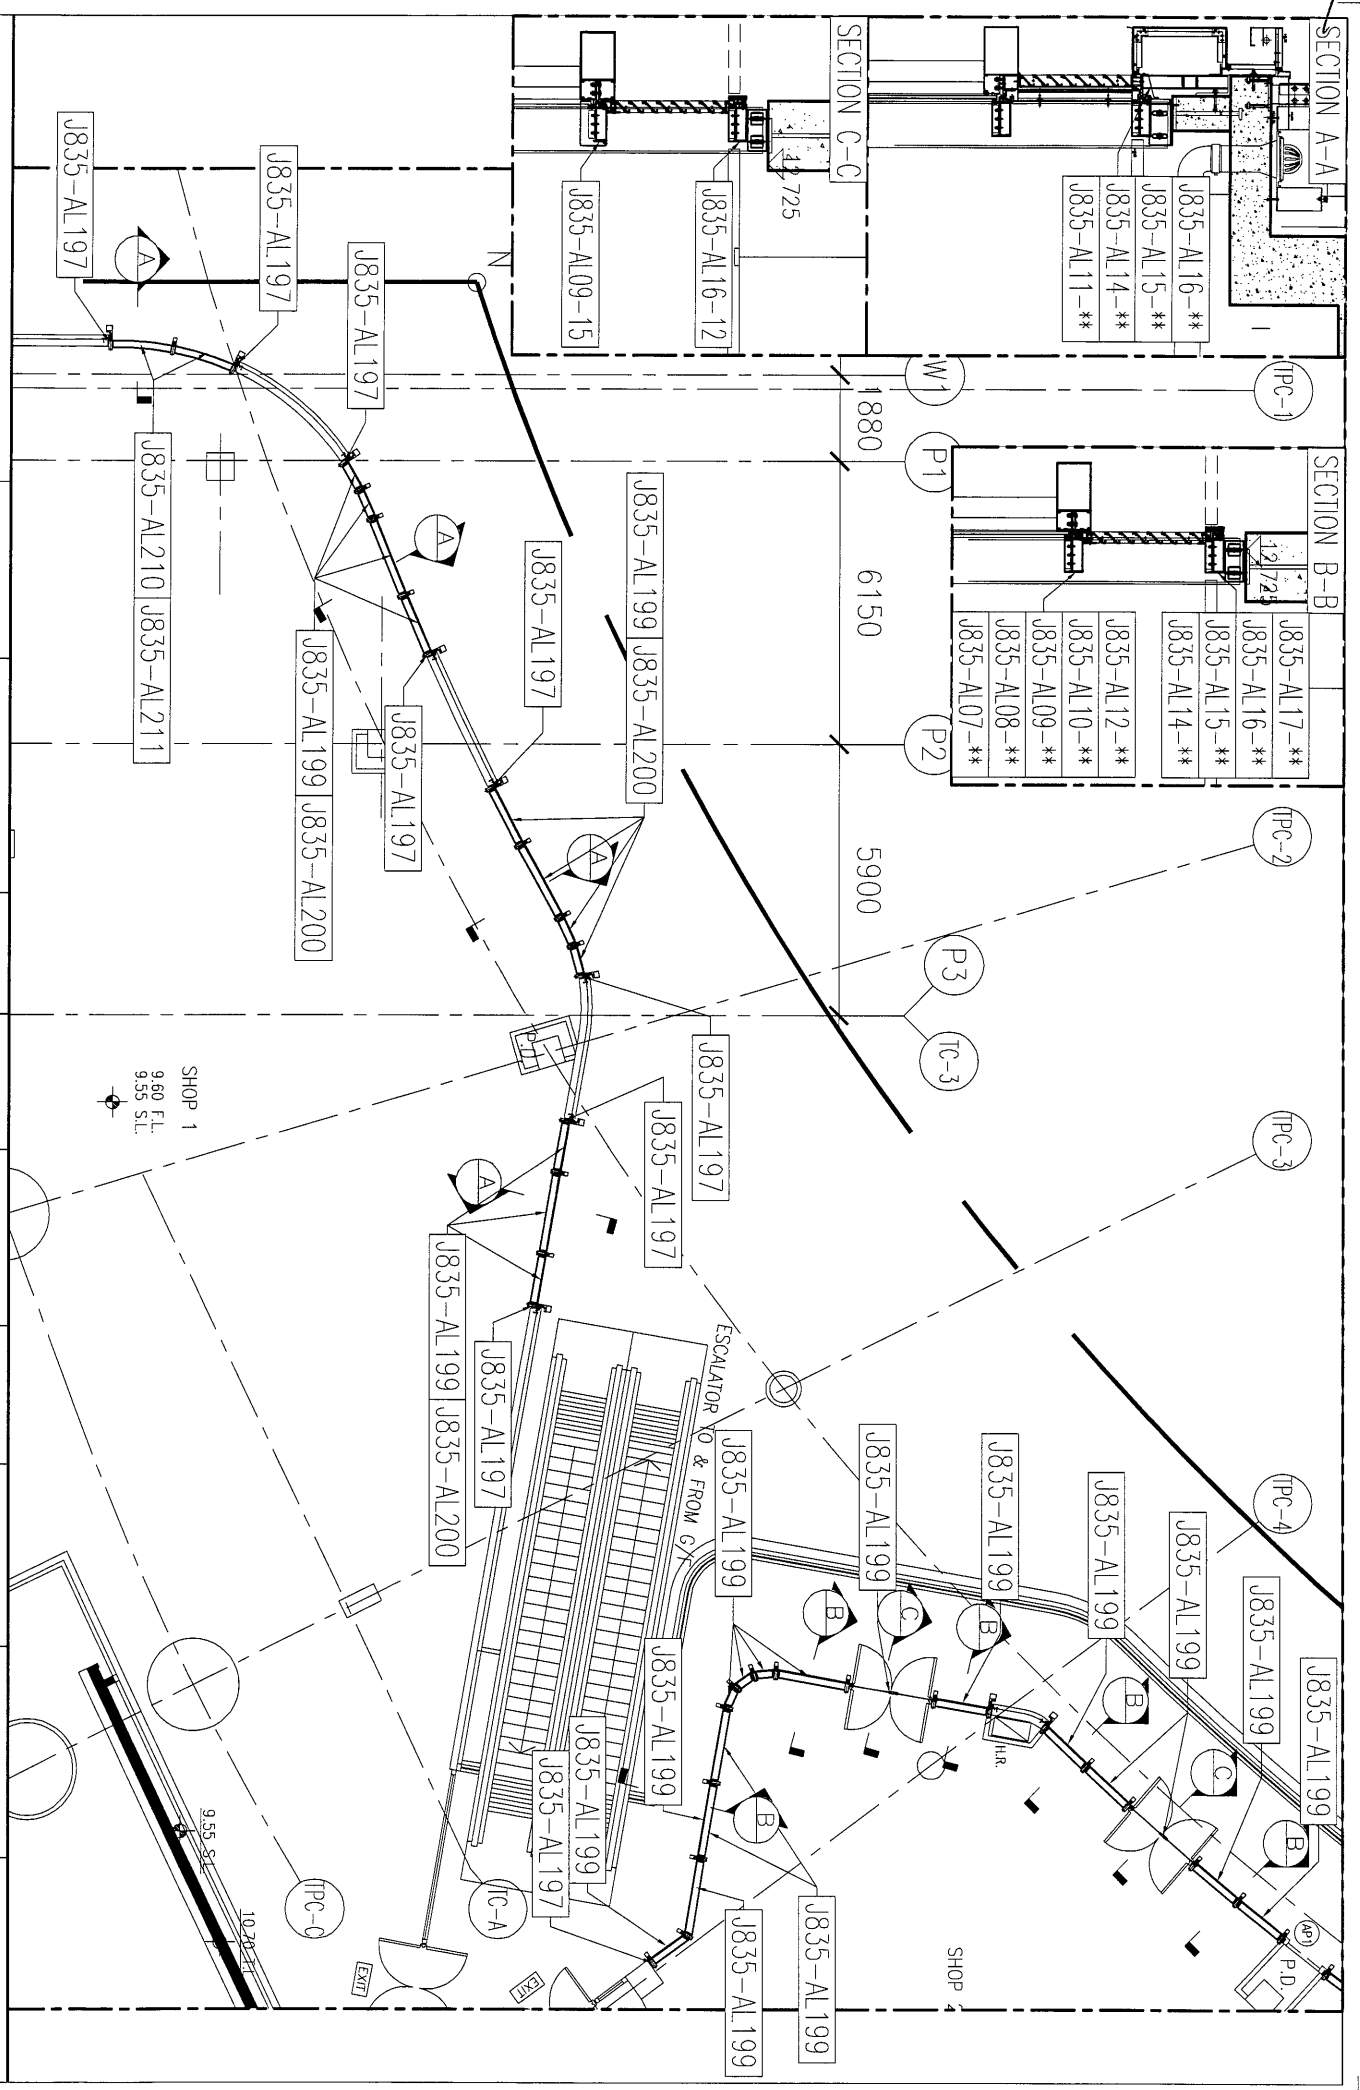 SECTION A-A
J835-AL16-**
J835-AL15-**
J835-AL14-**
J835-AL11-**
SECTION C-C
12.725
J835-AL16-12
J835-AL09-15
SECTION B-B
12.725
J835-AL17-**
J835-AL16-**
J835-AL15-**
J835-AL14-**
J835-AL12-**
J835-AL10-**
J835-AL09-**
J835-AL08-**
J835-AL07-**
TPC-1
TPC-2
TPC-3
TPC-4
W1
P1
P2
P3
TC-3
1880
6150
5900
N
J835-AL197
A
J835-AL197
J835-AL197
J835-AL210 J835-AL211
A
J835-AL199 J835-AL200
J835-AL197
J835-AL199 J835-AL200
J835-AL197
A
J835-AL197
P.D.
J835-AL197
A
J835-AL199 J835-AL200
J835-AL197
SHOP 1
9.60 F.L.
9.55 S.L.
ESCALATOR TO & FROM G
J835-AL199
J835-AL199
J835-AL199
J835-AL199
J835-AL199
J835-AL199
J835-AL199
B
C
B
B
C
B
B
H.R.
AP1
P.D.
J835-AL199
J835-AL199
J835-AL197
J835-AL199
J835-AL199
SHOP
TPC-C
TC-A
EXIT
EXIT
9.55 S.L.